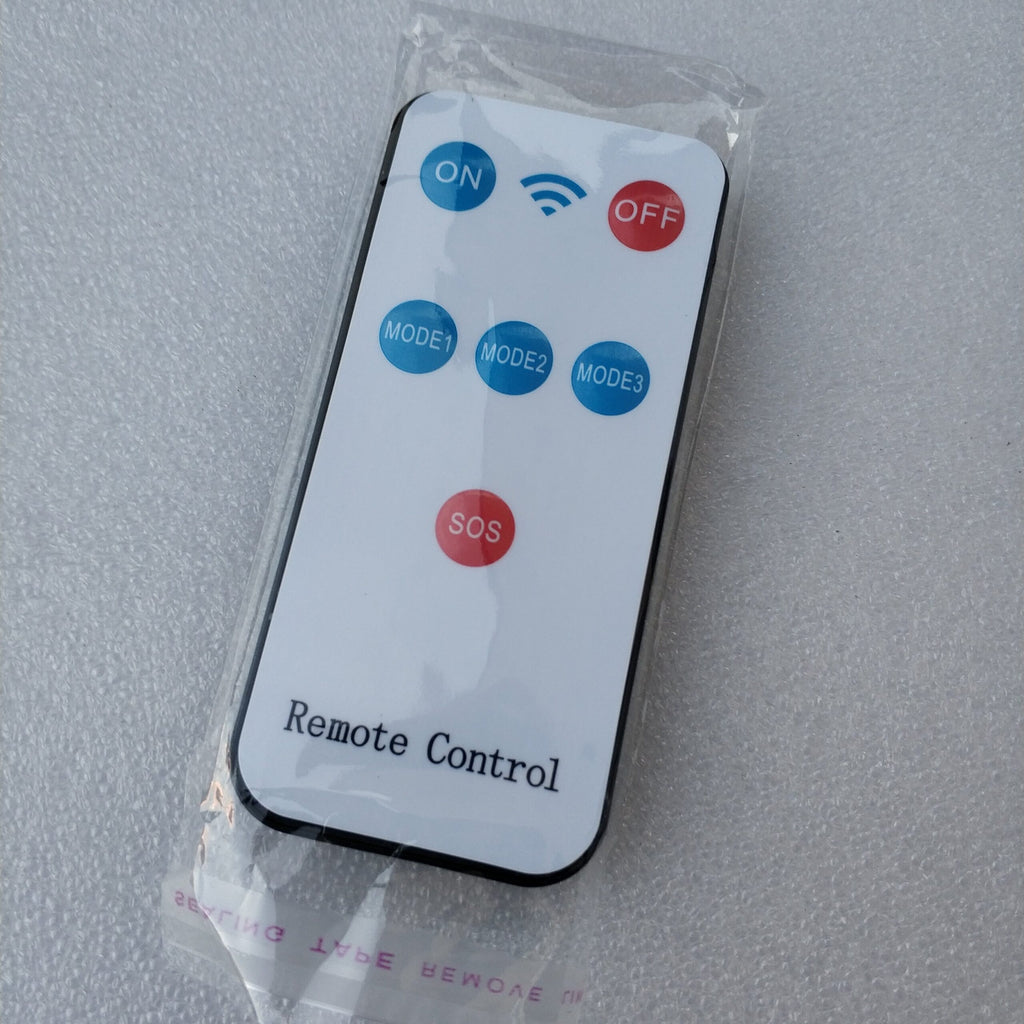 ON OFF
MODE1 MODE2 MODE3
SOS
Remote Control
SEALING TAPE REMOVE